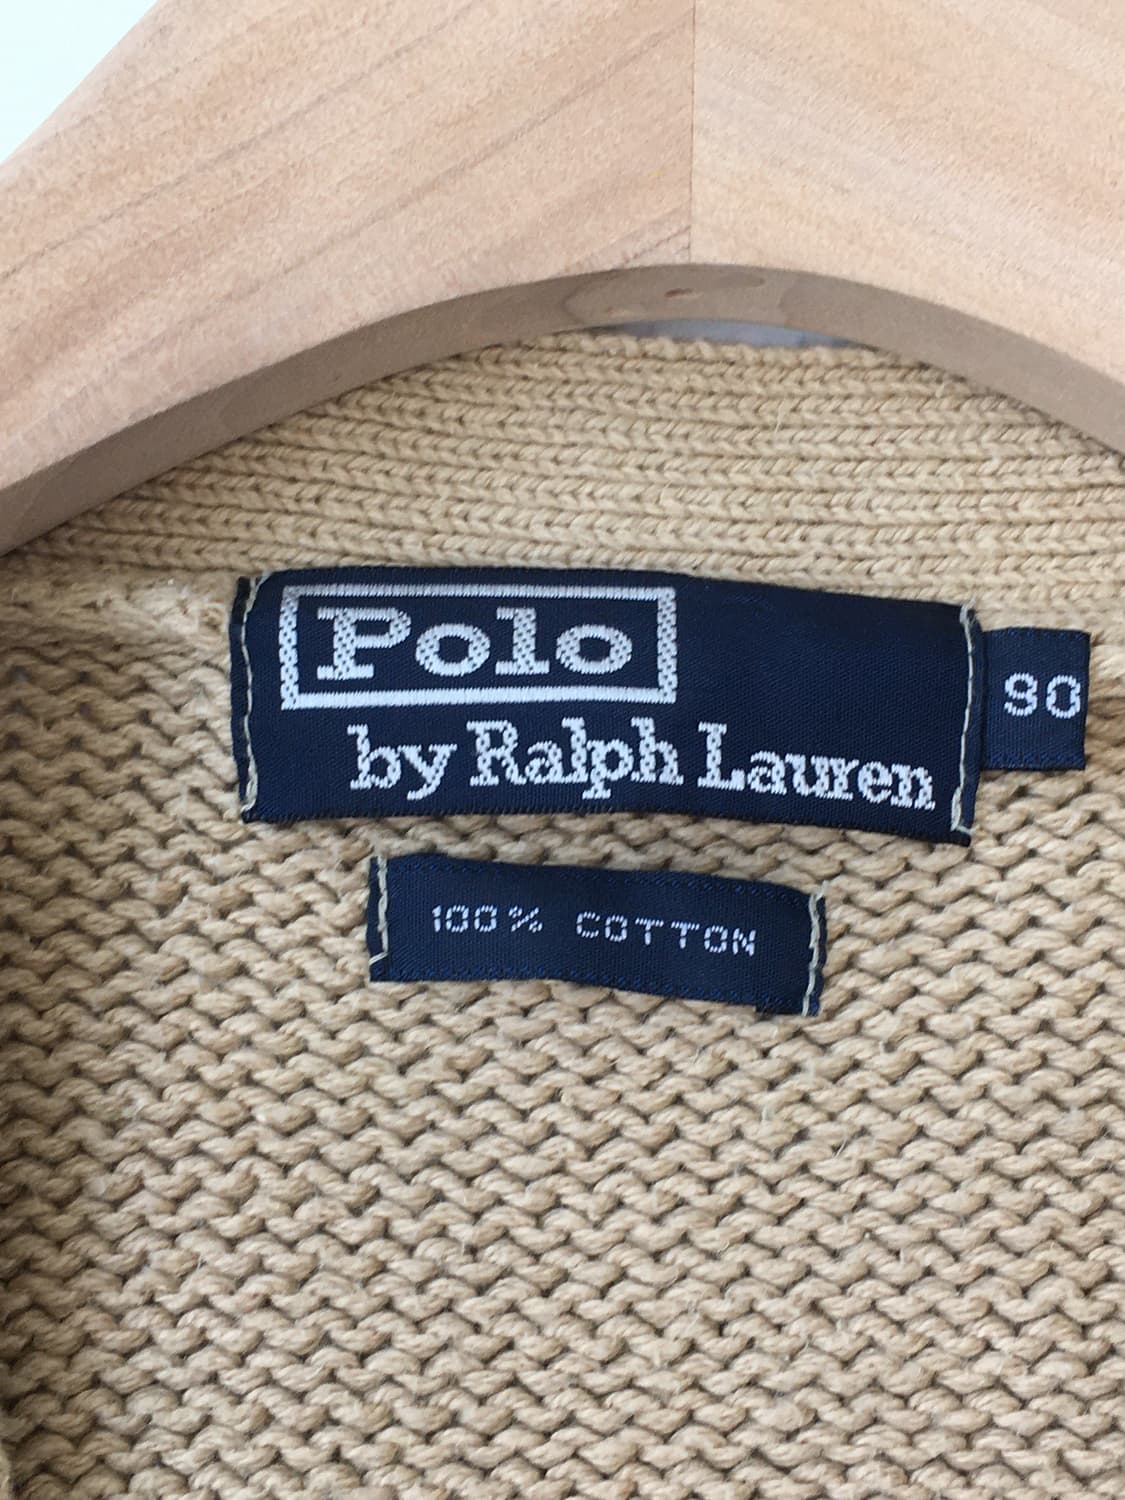 Polo
by Ralph Lauren
90
100% COTTON